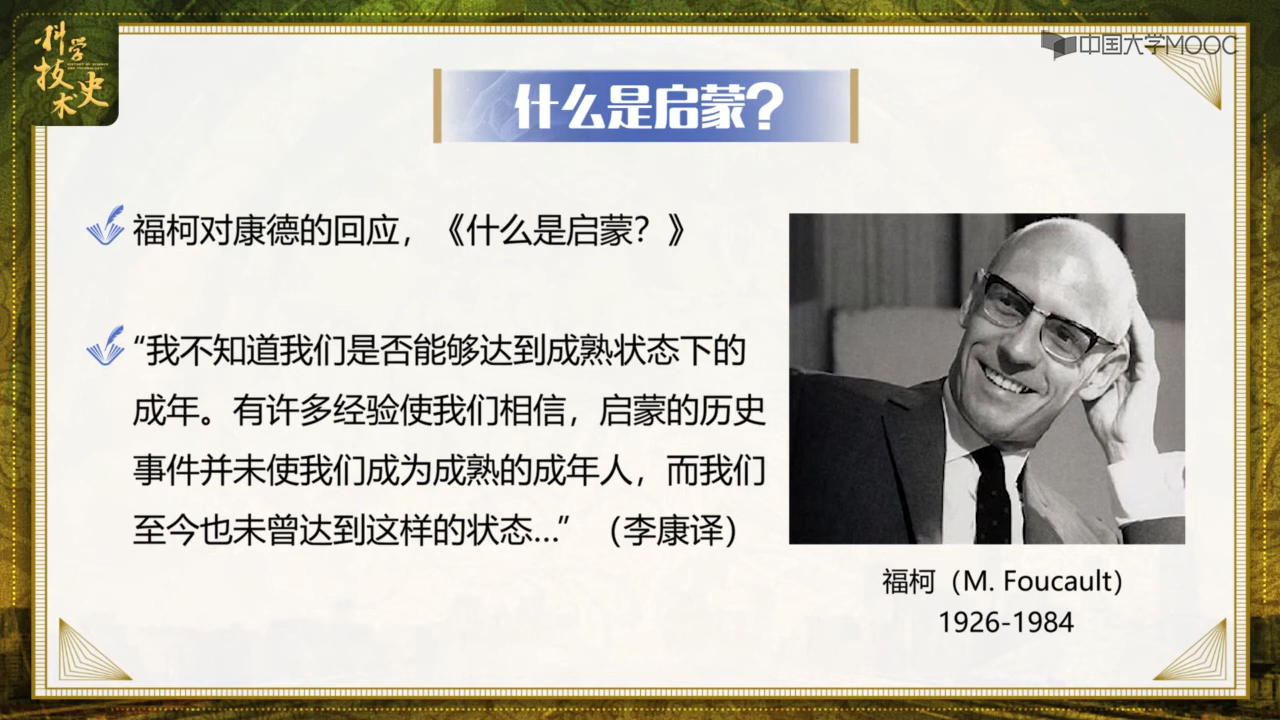 科学技术史
HISTORY OF SCIENCE
AND TECHNOLOGY
中国大学MOOC
什么是启蒙？
福柯对康德的回应，《什么是启蒙？》
“我不知道我们是否能够达到成熟状态下的
成年。有许多经验使我们相信，启蒙的历史
事件并未使我们成为成熟的成年人，而我们
至今也未曾达到这样的状态…”（李康译）
福柯（M. Foucault）
1926-1984